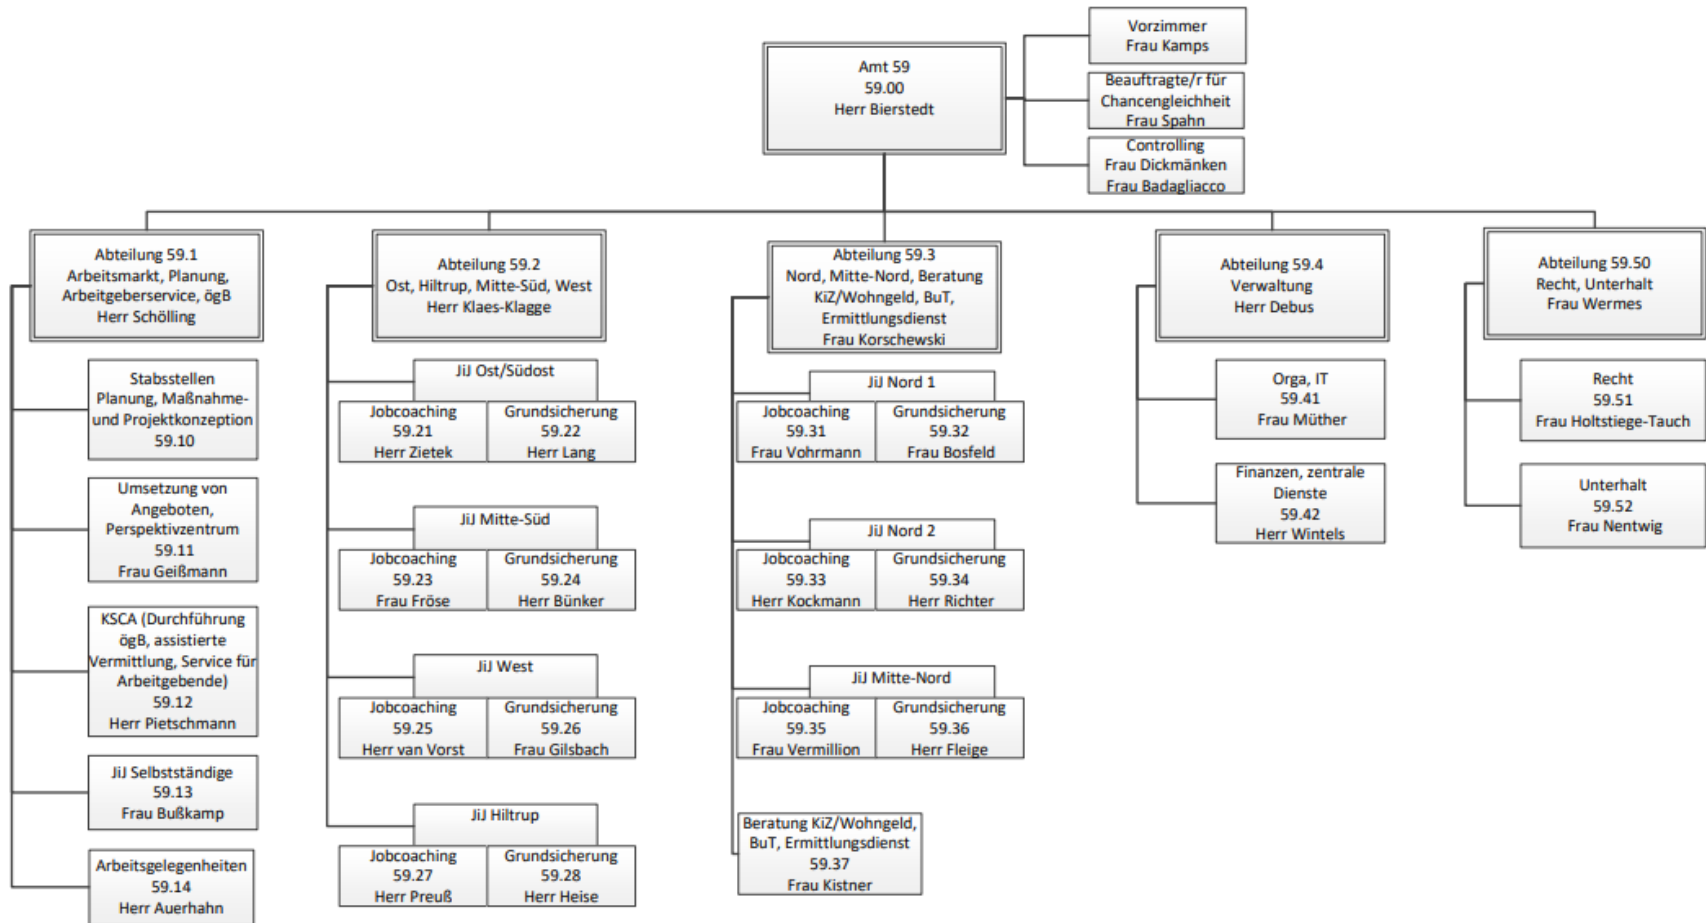 Vorzimmer
Frau Kamps
Amt 59
59.00
Herr Bierstedt
Beauftragte/r für
Chancengleichheit
Frau Spahn
Controlling
Frau Dickmänken
Frau Badagliacco
Abteilung 59.1
Arbeitsmarkt, Planung,
Arbeitgeberservice, ögB
Herr Schölling
Stabsstellen
Planung, Maßnahme-
und Projektkonzeption
59.10
Umsetzung von
Angeboten,
Perspektivzentrum
59.11
Frau Geißmann
KSCA (Durchführung
ögB, assistierte
Vermittlung, Service für
Arbeitgebende)
59.12
Herr Pietschmann
JiJ Selbstständige
59.13
Frau Bußkamp
Arbeitsgelegenheiten
59.14
Herr Auerhahn
Abteilung 59.2
Ost, Hiltrup, Mitte-Süd, West
Herr Klaes-Klagge
JiJ Ost/Südost
Jobcoaching
59.21
Herr Zietek
Grundsicherung
59.22
Herr Lang
JiJ Mitte-Süd
Jobcoaching
59.23
Frau Fröse
Grundsicherung
59.24
Herr Bünker
JiJ West
Jobcoaching
59.25
Herr van Vorst
Grundsicherung
59.26
Frau Gilsbach
JiJ Hiltrup
Jobcoaching
59.27
Herr Preuß
Grundsicherung
59.28
Herr Heise
Abteilung 59.3
Nord, Mitte-Nord, Beratung
KiZ/Wohngeld, BuT,
Ermittlungsdienst
Frau Korschewski
JiJ Nord 1
Jobcoaching
59.31
Frau Vohrmann
Grundsicherung
59.32
Frau Bosfeld
JiJ Nord 2
Jobcoaching
59.33
Herr Kockmann
Grundsicherung
59.34
Herr Richter
JiJ Mitte-Nord
Jobcoaching
59.35
Frau Vermillion
Grundsicherung
59.36
Herr Fleige
Beratung KiZ/Wohngeld,
BuT, Ermittlungsdienst
59.37
Frau Kistner
Abteilung 59.4
Verwaltung
Herr Debus
Orga, IT
59.41
Frau Müther
Finanzen, zentrale
Dienste
59.42
Herr Wintels
Abteilung 59.50
Recht, Unterhalt
Frau Wermes
Recht
59.51
Frau Holtstiege-Tauch
Unterhalt
59.52
Frau Nentwig